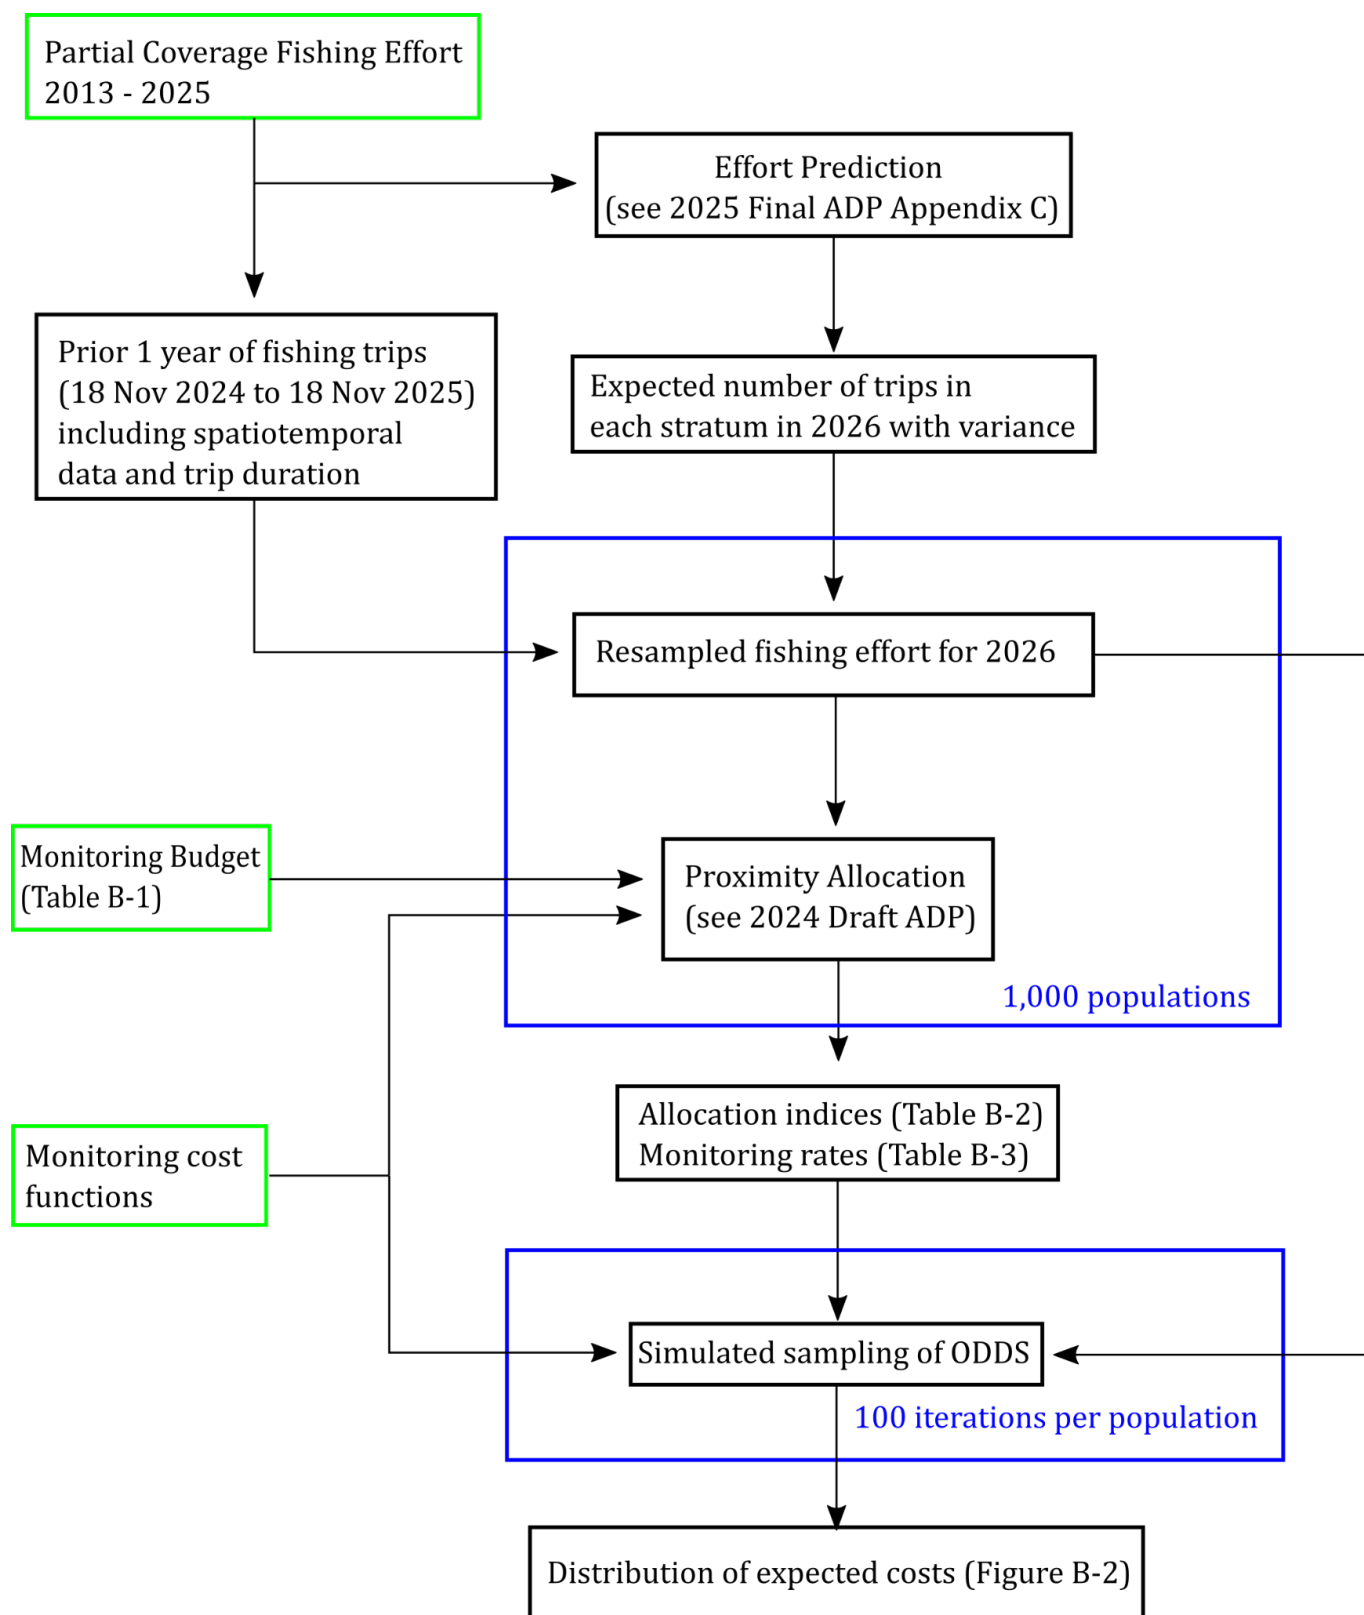 Partial Coverage Fishing Effort
2013 - 2025
Effort Prediction
(see 2025 Final ADP Appendix C)
Prior 1 year of fishing trips
(18 Nov 2024 to 18 Nov 2025)
including spatiotemporal
data and trip duration
Expected number of trips in
each stratum in 2026 with variance
Resampled fishing effort for 2026
Monitoring Budget
(Table B-1)
Proximity Allocation
(see 2024 Draft ADP)
1,000 populations
Allocation indices (Table B-2)
Monitoring rates (Table B-3)
Monitoring cost
functions
Simulated sampling of ODDS
100 iterations per population
Distribution of expected costs (Figure B-2)